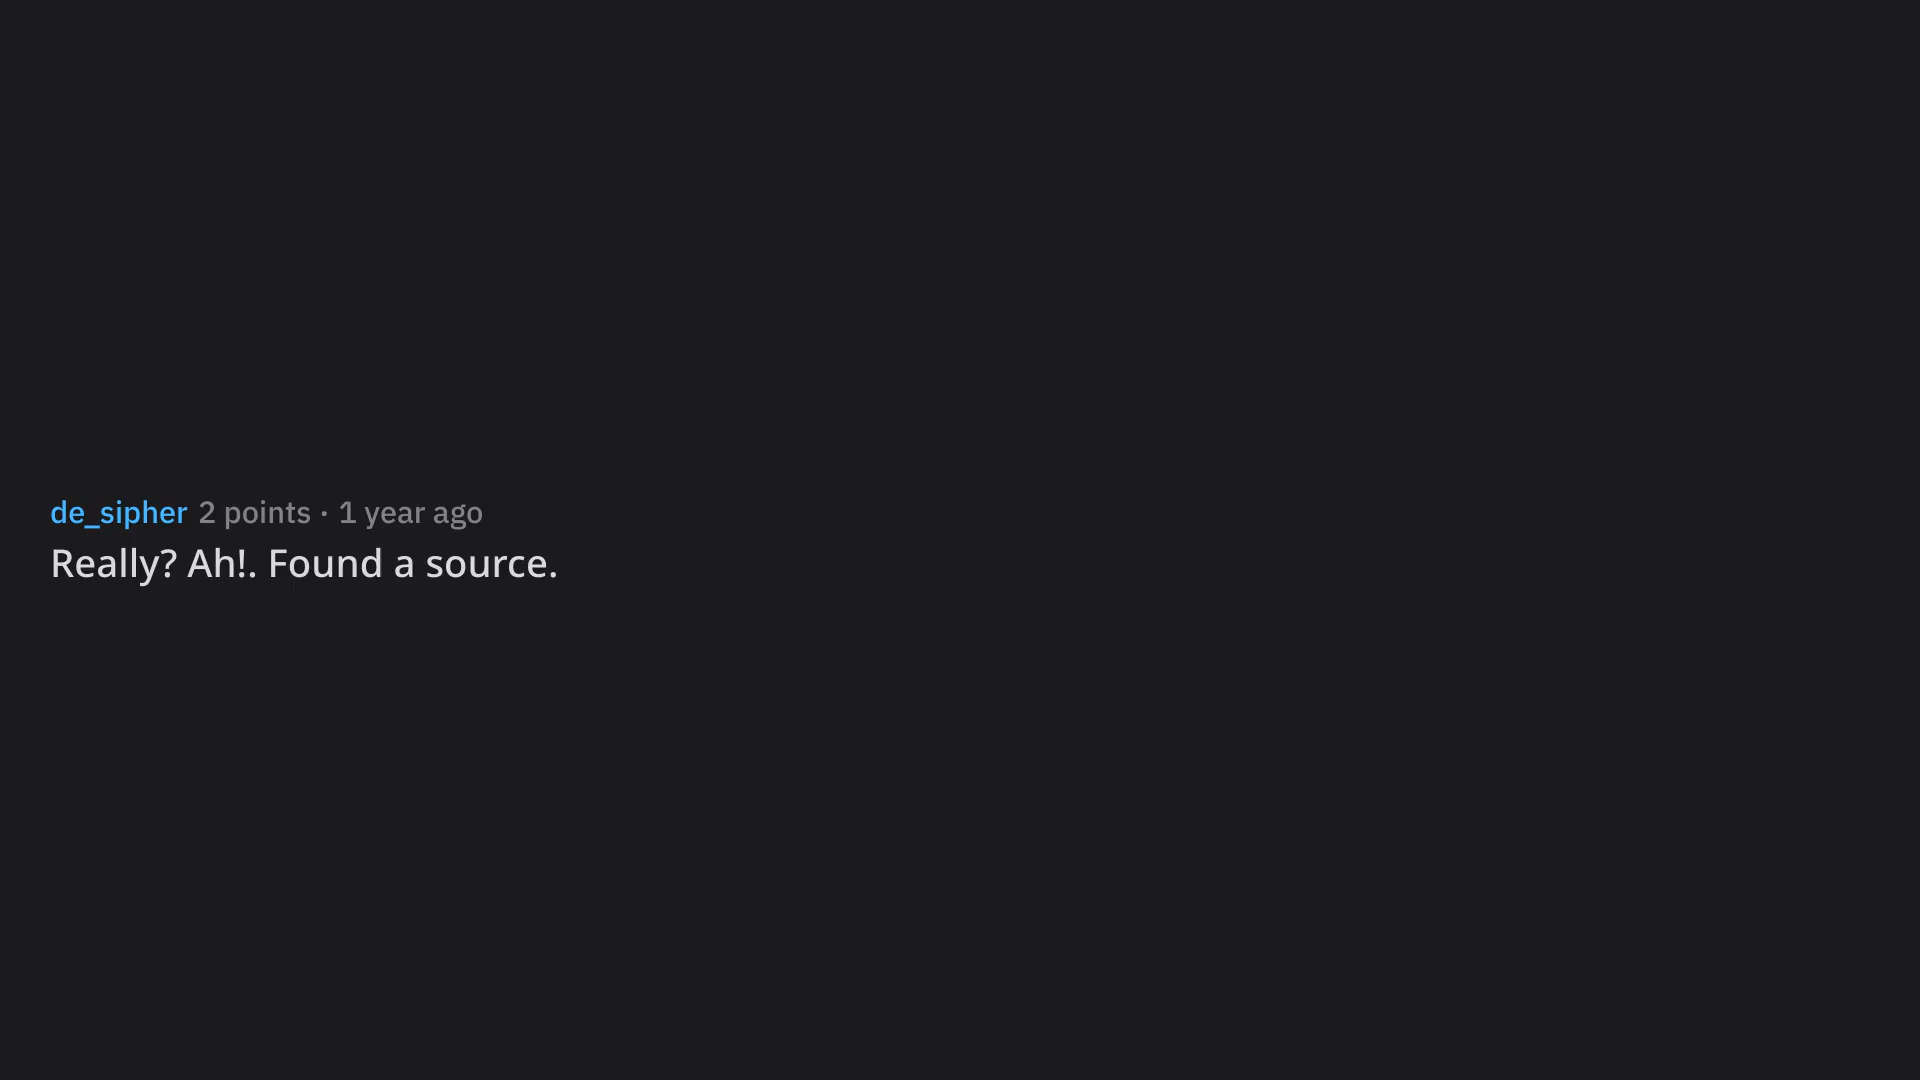 de_sipher 2 points · 1 year ago
Really? Ah!. Found a source.